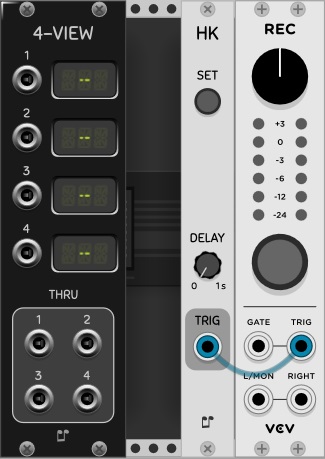 4-VIEW
1
2
3
4
THRU
1 2
3 4
HK
SET
DELAY
0 1s
TRIG
REC
+3
0
-3
-6
-12
-24
GATE TRIG
L/MON RIGHT
VCV